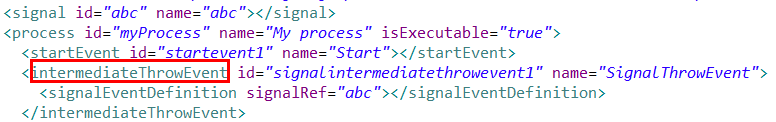 <signal id="abc" name="abc"></signal>
<process id="myProcess" name="My process" isExecutable="true">
<startEvent id="startevent1" name="Start"></startEvent>
<intermediateThrowEvent id="signalintermediatethrowevent1" name="SignalThrowEvent">
<signalEventDefinition signalRef="abc"></signalEventDefinition>
</intermediateThrowEvent>